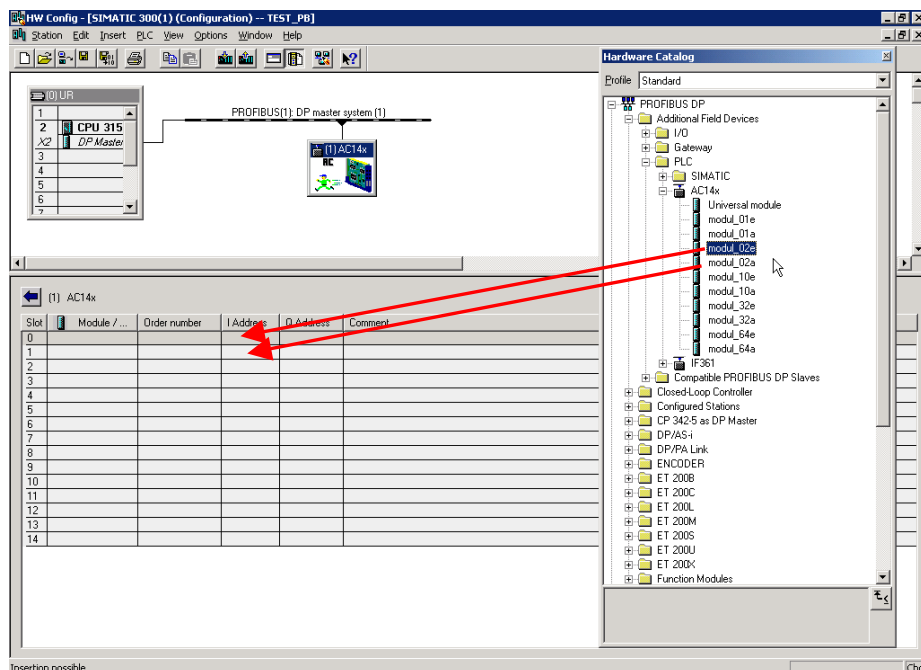 HW Config - [SIMATIC 300(1) (Configuration) -- TEST_PB]
Station Edit Insert PLC View Options Window Help
Hardware Catalog
Profile Standard
(0) UR
1
2 CPU 315
X2 DP Master
3
4
5
6
7
PROFIBUS(1): DP master system (1)
(1) AC14x
AC
PROFIBUS DP
Additional Field Devices
I/O
Gateway
PLC
SIMATIC
AC14x
Universal module
modul_01e
modul_01a
modul_02e
modul_02a
modul_10e
modul_10a
modul_32e
modul_32a
modul_64e
modul_64a
IF361
Compatible PROFIBUS DP Slaves
Closed-Loop Controller
Configured Stations
CP 342-5 as DP Master
DP/AS-i
DP/PA Link
ENCODER
ET 200B
ET 200C
ET 200L
ET 200M
ET 200S
ET 200U
ET 200X
Function Modules
(1) AC14x
Slot Module / ... Order number I Address Q Address Comment
0
1
2
3
4
5
6
7
8
9
10
11
12
13
14
Insertion possible
Chg